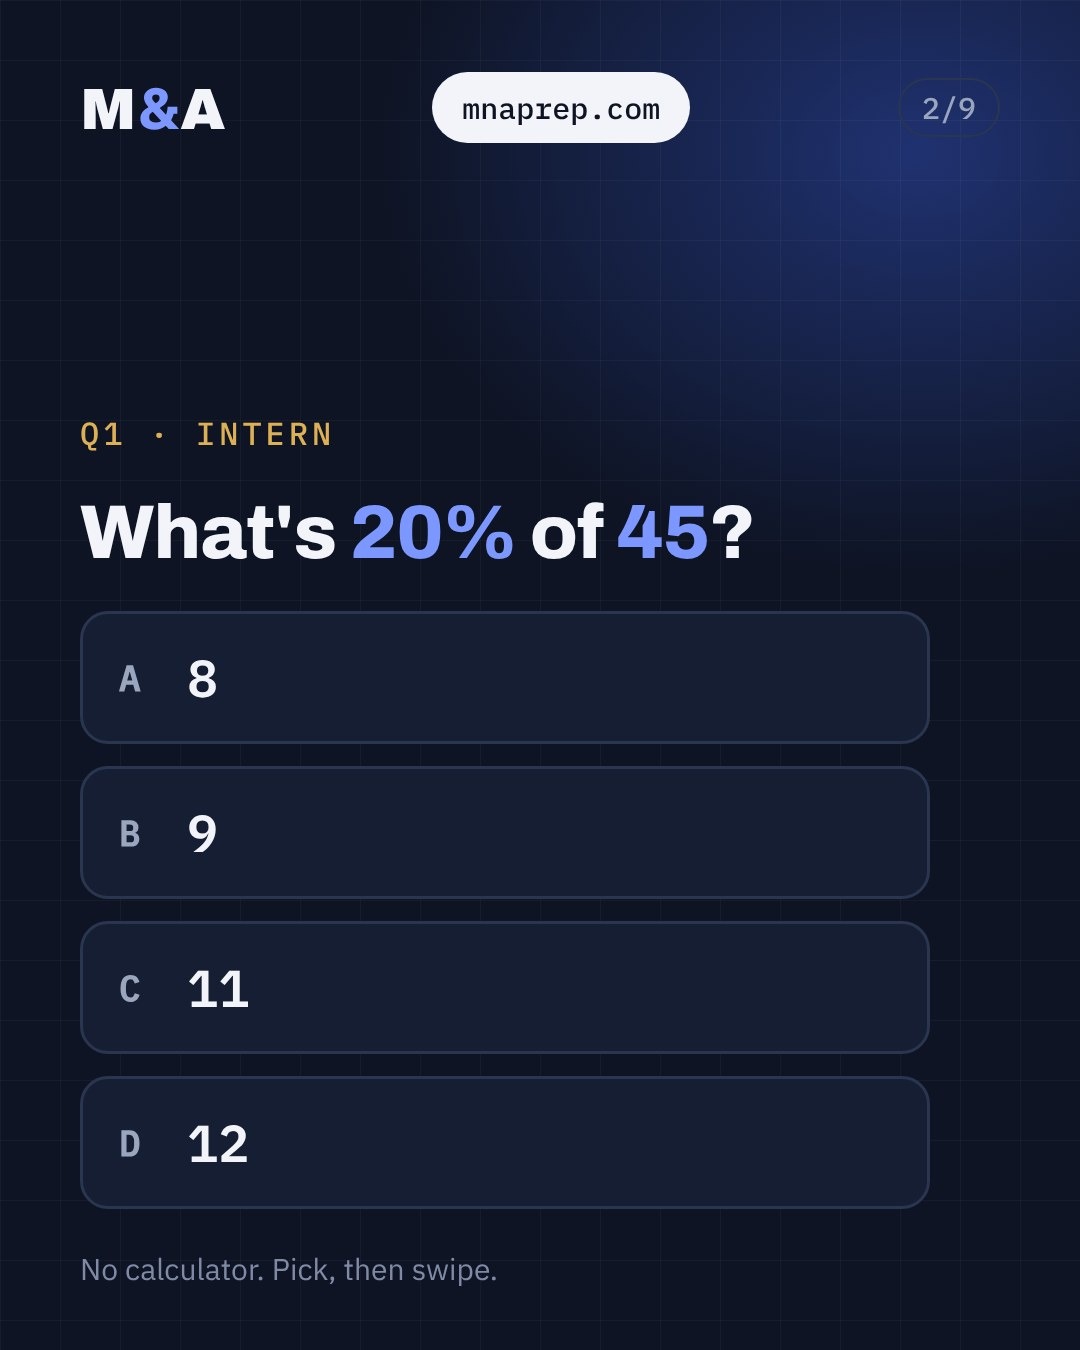 M&A
mnaprep.com
2/9
Q1 · INTERN
What's 20% of 45?
A 8
B 9
C 11
D 12
No calculator. Pick, then swipe.